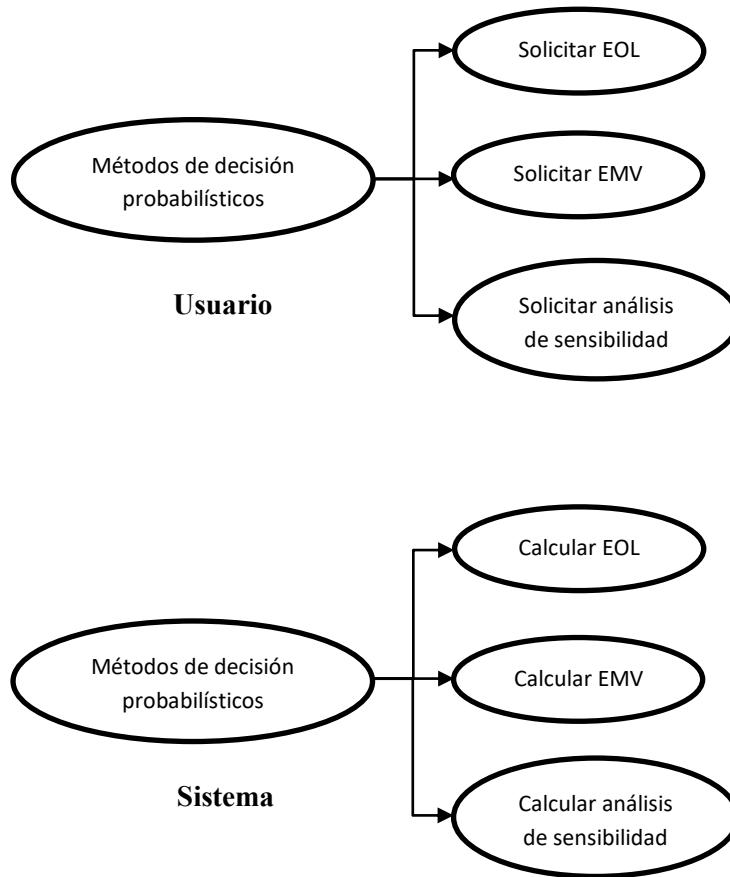 Solicitar EOL
Métodos de decisión
probabilísticos
Solicitar EMV
Usuario
Solicitar análisis
de sensibilidad
Calcular EOL
Métodos de decisión
probabilísticos
Calcular EMV
Sistema
Calcular análisis
de sensibilidad